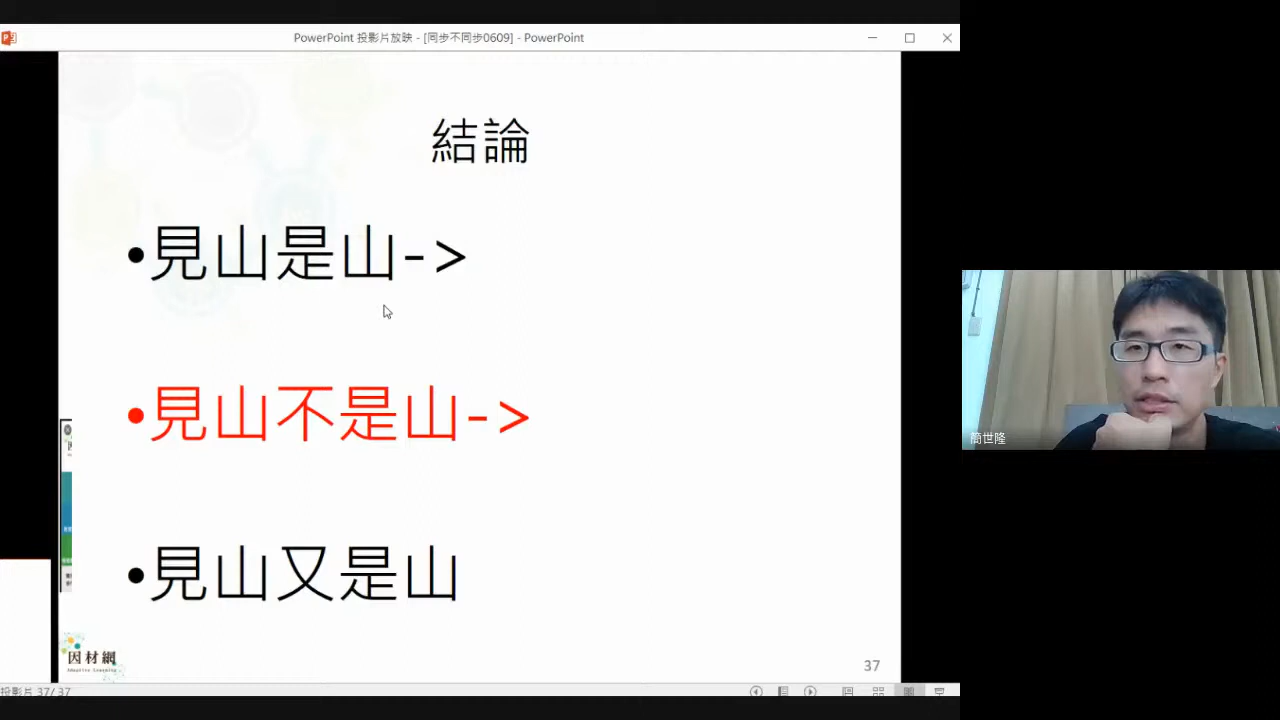 PowerPoint 投影片放映 - [同步不同步0609] - PowerPoint
結論
•見山是山->
•見山不是山->
•見山又是山
因材網
Adaptive Learning
37
投影片 37/ 37
簡世隆